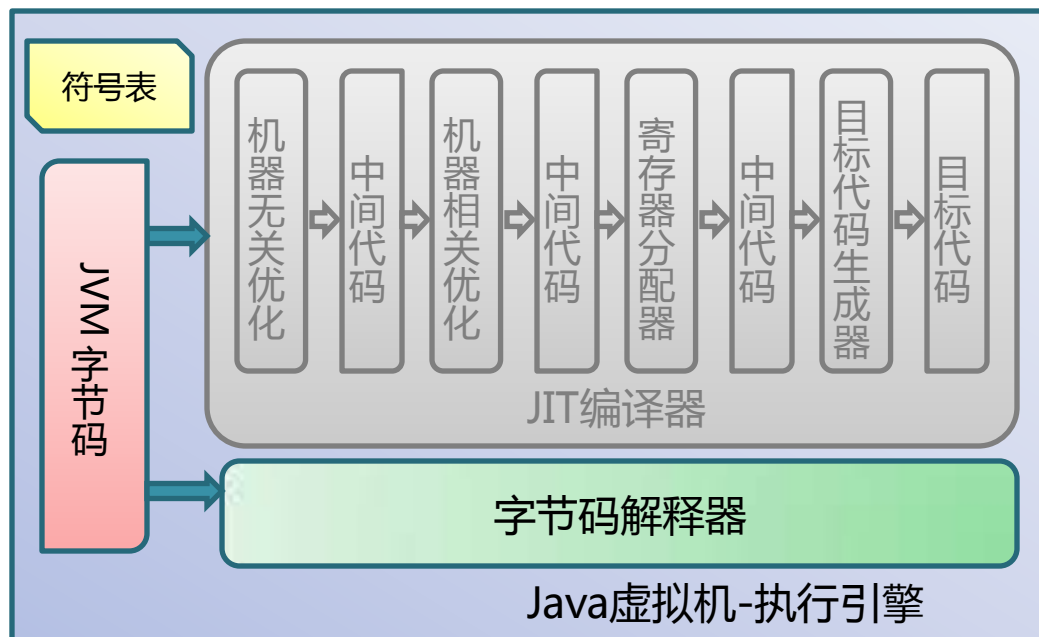 符号表
JVM字节码
机器无关优化
中间代码
机器相关优化
中间代码
寄存器分配器
中间代码
目标代码生成器
目标代码
JIT编译器
字节码解释器
Java虚拟机-执行引擎